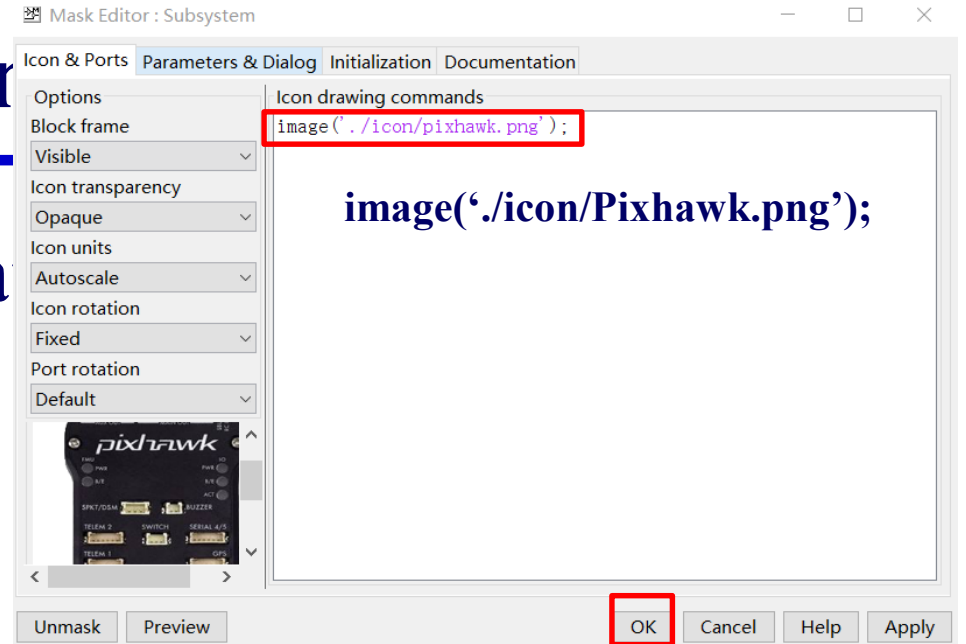 Mask Editor : Subsystem
Icon & Ports Parameters & Dialog Initialization Documentation
Options
Icon drawing commands
Block frame
image('./icon/pixhawk.png');
Visible
Icon transparency
image(‘./icon/Pixhawk.png’);
Opaque
Icon units
Autoscale
Icon rotation
Fixed
Port rotation
Default
pixhawk
PWR PWR
B/E B/E
ACT
SPKT/DSM BUZZER
TELEM 2 SWITCH SERIAL 4/5
TELEM 1 GPS
Unmask Preview OK Cancel Help Apply